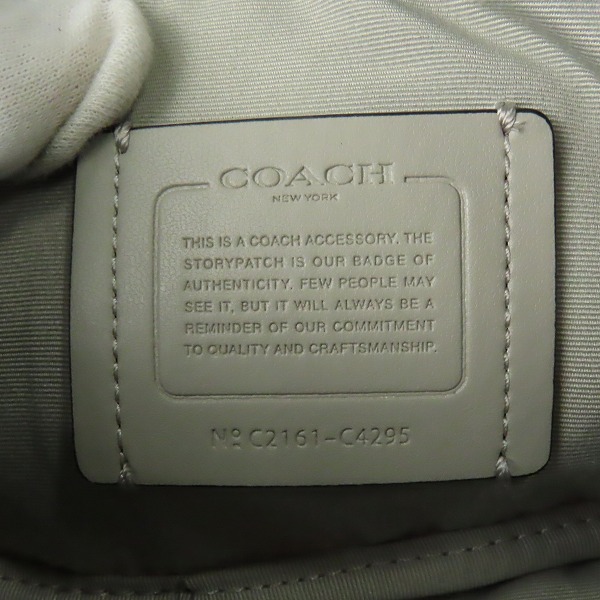 COACH
NEW YORK
THIS IS A COACH ACCESSORY. THE
STORYPATCH IS OUR BADGE OF
AUTHENTICITY. FEW PEOPLE MAY
SEE IT, BUT IT WILL ALWAYS BE A
REMINDER OF OUR COMMITMENT
TO QUALITY AND CRAFTSMANSHIP.
Nº C2161-C4295